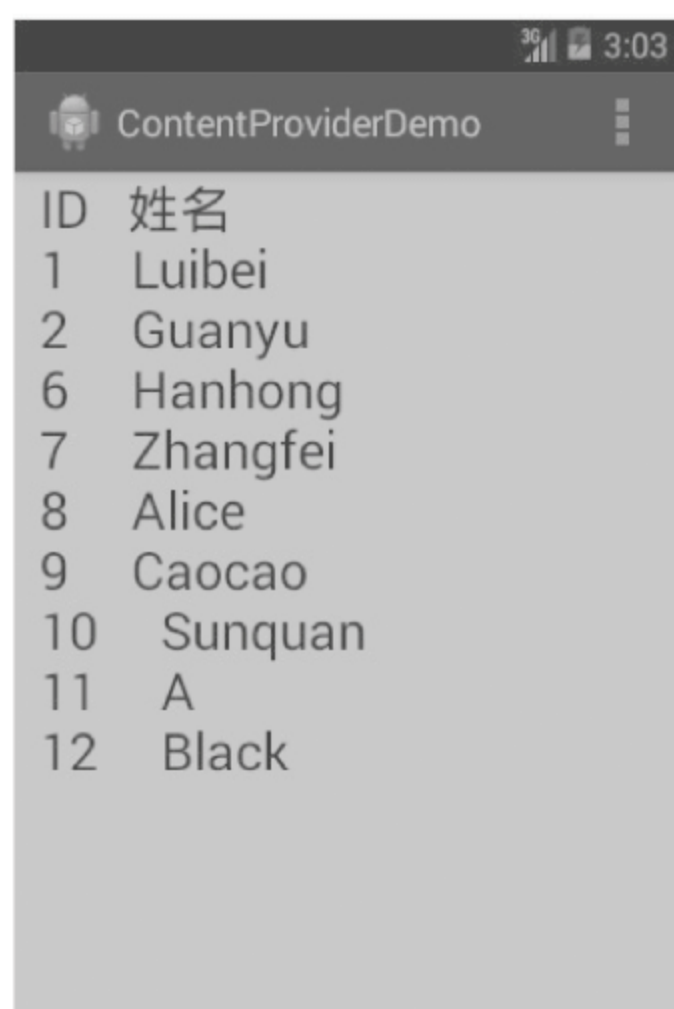 3G 3:03
ContentProviderDemo
ID 姓名
1 Luibei
2 Guanyu
6 Hanhong
7 Zhangfei
8 Alice
9 Caocao
10 Sunquan
11 A
12 Black